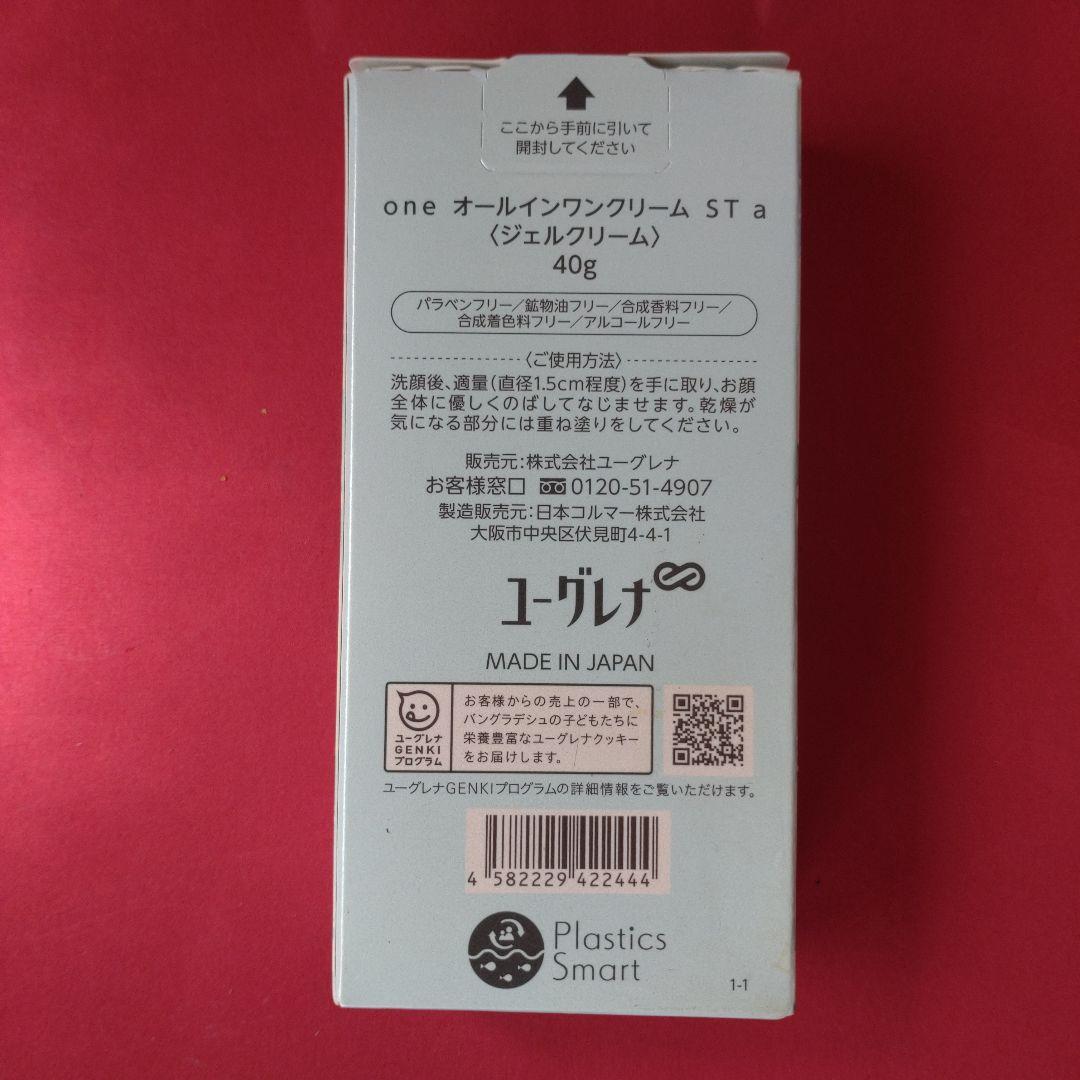 ここから手前に引いて
開封してください
one オールインワンクリーム ST a
〈ジェルクリーム〉
40g
パラベンフリー／鉱物油フリー／合成香料フリー／
合成着色料フリー／アルコールフリー
〈ご使用方法〉
洗顔後、適量（直径1.5cm程度）を手に取り、お顔
全体に優しくのばしてなじませます。乾燥が
気になる部分には重ね塗りをしてください。
販売元：株式会社ユーグレナ
お客様窓口 0120-51-4907
製造販売元：日本コルマー株式会社
大阪市中央区伏見町4-4-1
ユーグレナ
MADE IN JAPAN
ユーグレナ
GENKI
プログラム
お客様からの売上の一部で、
バングラデシュの子どもたちに
栄養豊富なユーグレナクッキー
をお届けします。
ユーグレナGENKIプログラムの詳細情報をご覧いただけます。
4 582229 422444
Plastics
Smart
1-1